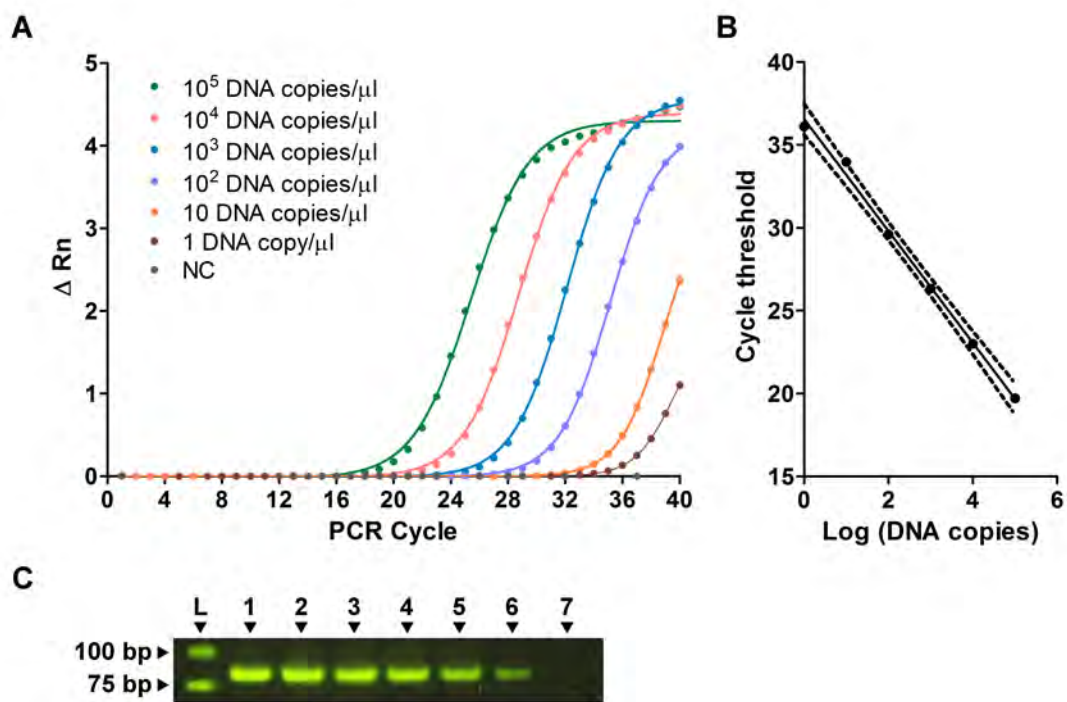 A
B
5
4
3
2
1
0
Δ Rn
10⁵ DNA copies/µl
10⁴ DNA copies/µl
10³ DNA copies/µl
10² DNA copies/µl
10 DNA copies/µl
1 DNA copy/µl
NC
0 4 8 12 16 20 24 28 32 36 40
PCR Cycle
40
35
30
25
20
15
Cycle threshold
0 2 4 6
Log (DNA copies)
C
L 1 2 3 4 5 6 7
100 bp
75 bp